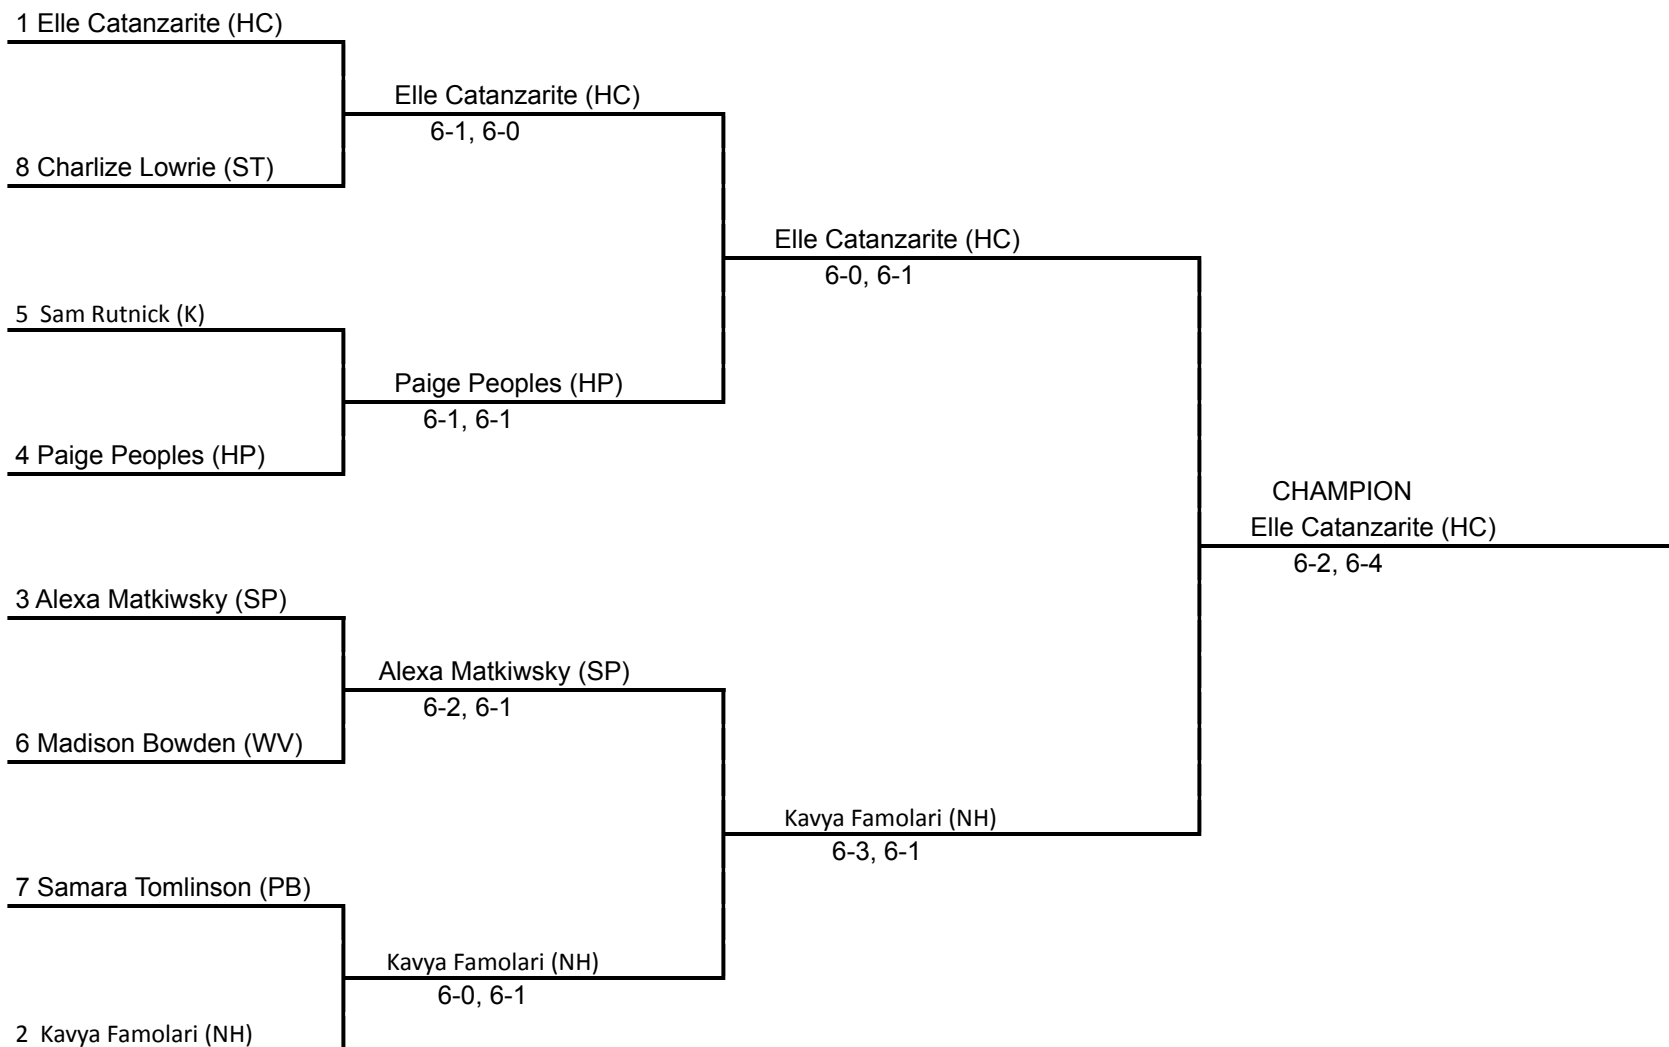 1 Elle Catanzarite (HC)
Elle Catanzarite (HC)
6-1, 6-0
8 Charlize Lowrie (ST)
Elle Catanzarite (HC)
6-0, 6-1
5 Sam Rutnick (K)
Paige Peoples (HP)
6-1, 6-1
4 Paige Peoples (HP)
CHAMPION
Elle Catanzarite (HC)
6-2, 6-4
3 Alexa Matkiwsky (SP)
Alexa Matkiwsky (SP)
6-2, 6-1
6 Madison Bowden (WV)
Kavya Famolari (NH)
6-3, 6-1
7 Samara Tomlinson (PB)
Kavya Famolari (NH)
6-0, 6-1
2 Kavya Famolari (NH)